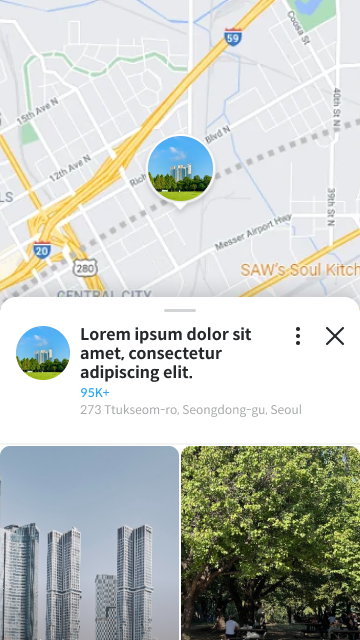 Coosa St
59
40th St N
15th Ave N
12th Ave N
Blvd N
Rich
LS
39th St N
Messer Airport Hwy
20
280
SAW's Soul Kitch
CENTRAL CITY
Lorem ipsum dolor sit
amet, consectetur
adipiscing elit.
95K+
273 Ttukseom-ro, Seongdong-gu, Seoul